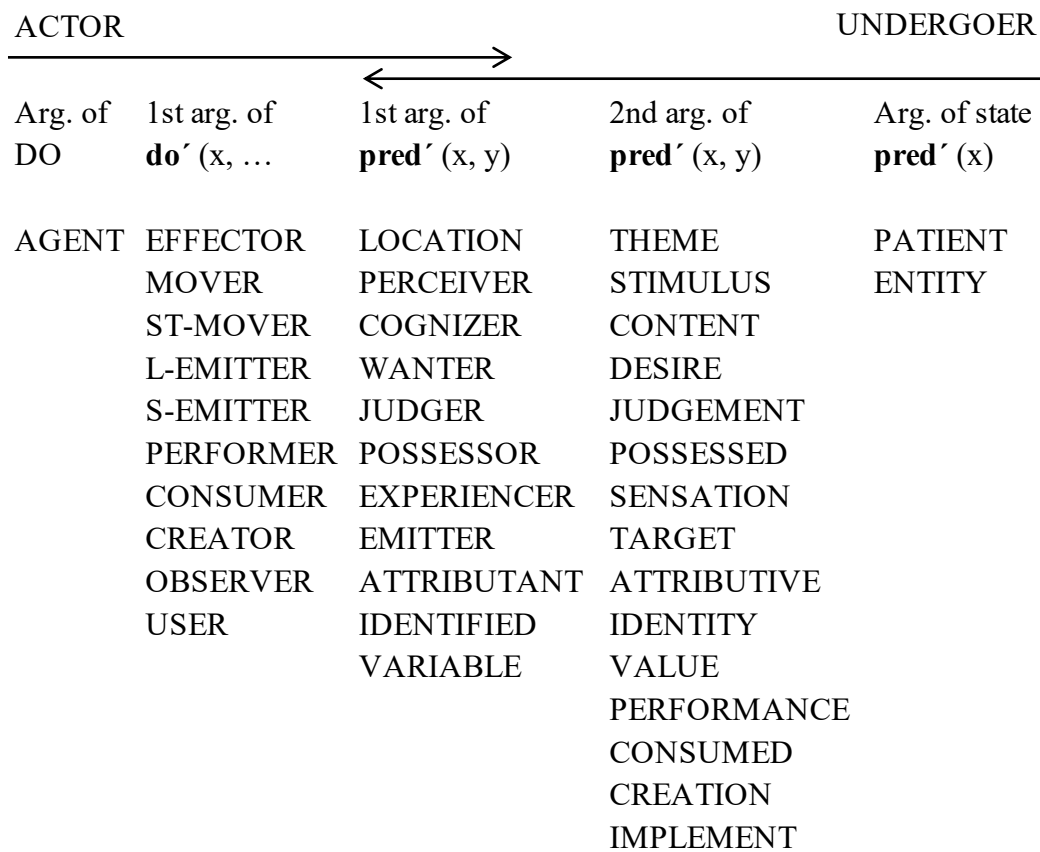 ACTOR UNDERGOER
Arg. of 1st arg. of 1st arg. of 2nd arg. of Arg. of state
DO do´ (x, … pred´ (x, y) pred´ (x, y) pred´ (x)
AGENT EFFECTOR LOCATION THEME PATIENT
MOVER PERCEIVER STIMULUS ENTITY
ST-MOVER COGNIZER CONTENT
L-EMITTER WANTER DESIRE
S-EMITTER JUDGER JUDGEMENT
PERFORMER POSSESSOR POSSESSED
CONSUMER EXPERIENCER SENSATION
CREATOR EMITTER TARGET
OBSERVER ATTRIBUTANT ATTRIBUTIVE
USER IDENTIFIED IDENTITY
VARIABLE VALUE
PERFORMANCE
CONSUMED
CREATION
IMPLEMENT